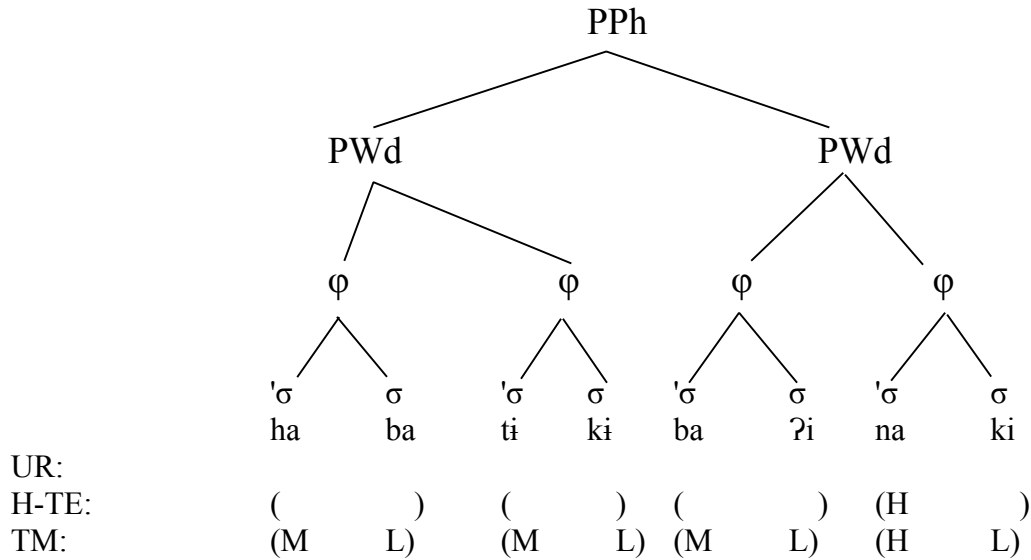 PPh
PWd PWd
φ φ φ φ
'σ σ 'σ σ 'σ σ 'σ σ
ha ba tɨ kɨ ba ʔi na ki
UR:
H-TE: ( ) ( ) ( ) (H )
TM: (M L) (M L) (M L) (H L)